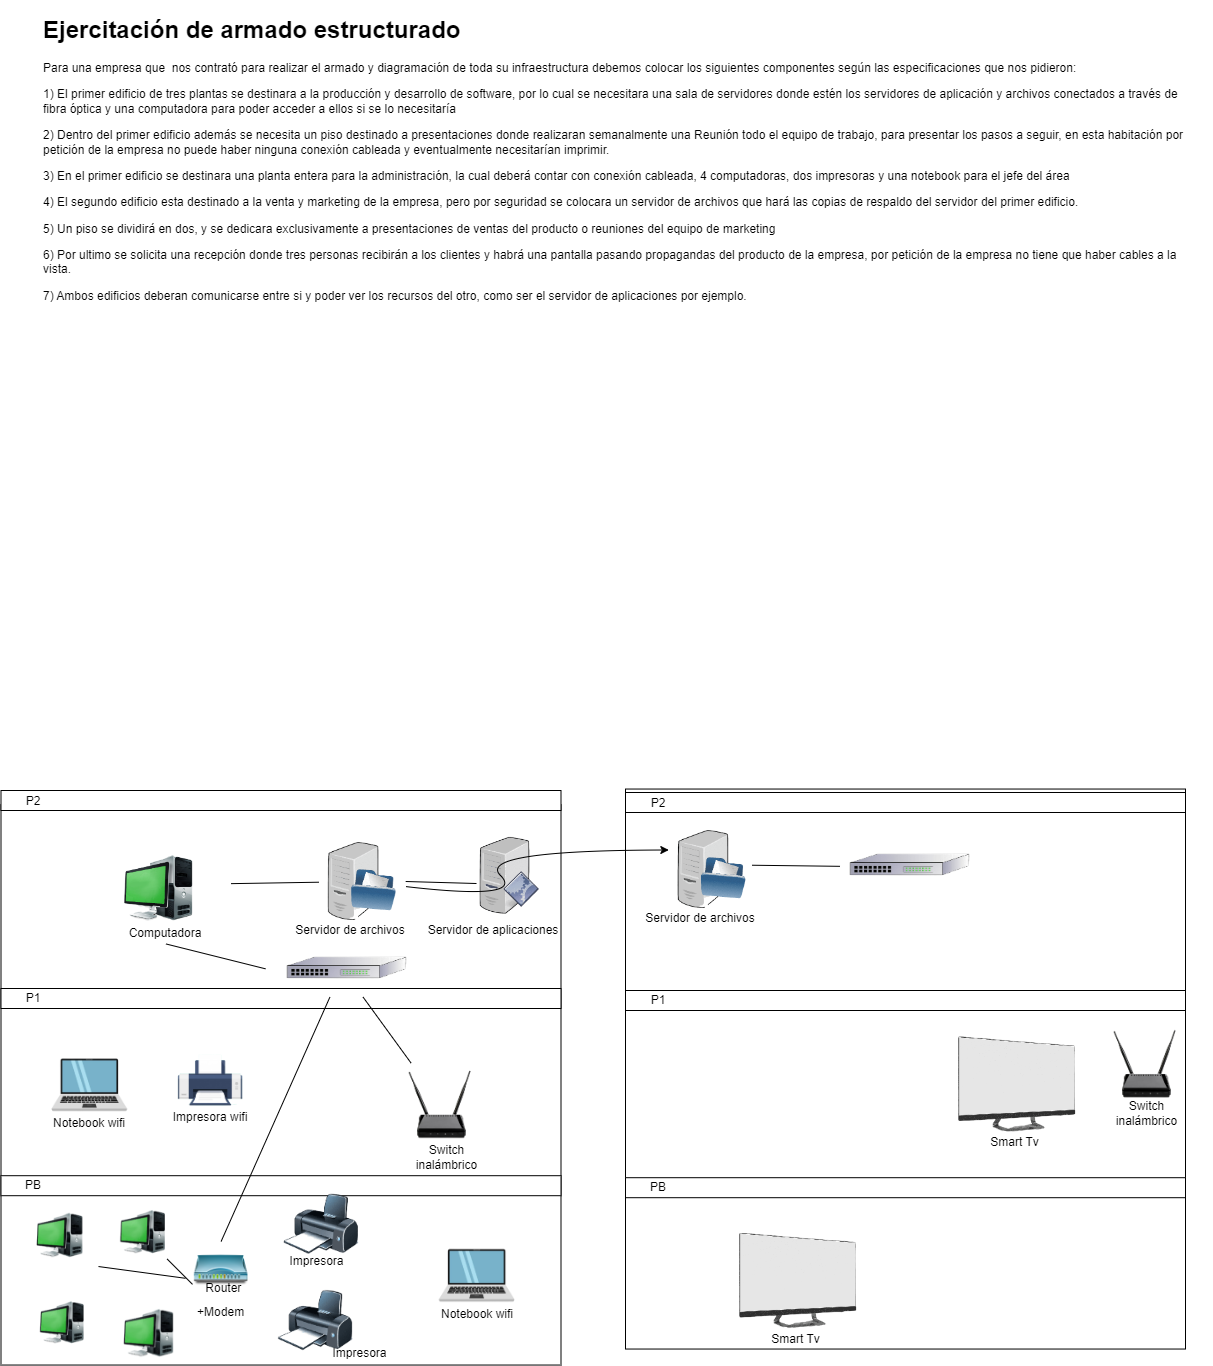 Ejercitación de armado estructurado
Para una empresa que  nos contrató para realizar el armado y diagramación de toda su infraestructura debemos colocar los siguientes componentes según las especificaciones que nos pidieron:
1) El primer edificio de tres plantas se destinara a la producción y desarrollo de software, por lo cual se necesitara una sala de servidores donde estén los servidores de aplicación y archivos conectados a través de
fibra óptica y una computadora para poder acceder a ellos si se lo necesitaría
2) Dentro del primer edificio además se necesita un piso destinado a presentaciones donde realizaran semanalmente una Reunión todo el equipo de trabajo, para presentar los pasos a seguir, en esta habitación por
petición de la empresa no puede haber ninguna conexión cableada y eventualmente necesitarían imprimir.
3) En el primer edificio se destinara una planta entera para la administración, la cual deberá contar con conexión cableada, 4 computadoras, dos impresoras y una notebook para el jefe del área
4) El segundo edificio esta destinado a la venta y marketing de la empresa, pero por seguridad se colocara un servidor de archivos que hará las copias de respaldo del servidor del primer edificio.
5) Un piso se dividirá en dos, y se dedicara exclusivamente a presentaciones de ventas del producto o reuniones del equipo de marketing
6) Por ultimo se solicita una recepción donde tres personas recibirán a los clientes y habrá una pantalla pasando propagandas del producto de la empresa, por petición de la empresa no tiene que haber cables a la
vista.
7) Ambos edificios deberan comunicarse entre si y poder ver los recursos del otro, como ser el servidor de aplicaciones por ejemplo.
P2
Computadora
Servidor de archivos
Servidor de aplicaciones
P1
Notebook wifi
Impresora wifi
Switch
inalámbrico
PB
Router
+Modem
Impresora
Impresora
Notebook wifi
P2
Servidor de archivos
P1
Smart Tv
Switch
inalámbrico
PB
Smart Tv